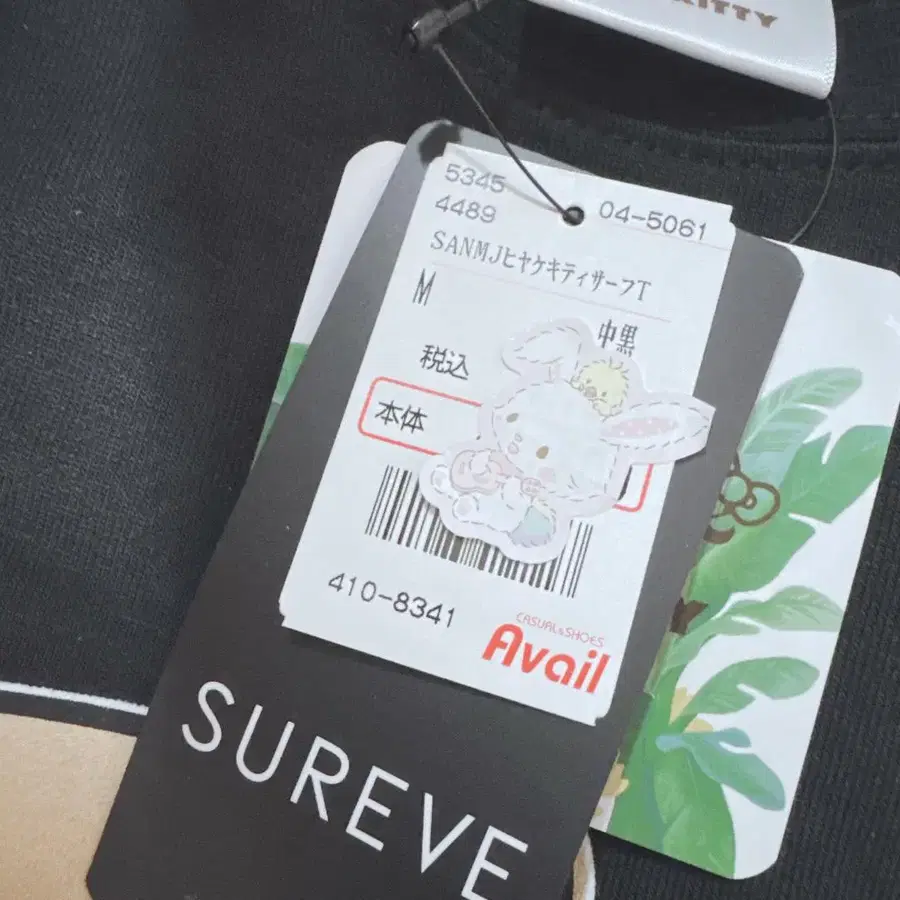 KITTY
5345
4489
04-5061
SANMJヒヤケキティサーフT
M
中黒
税込
本体
410-8341
CASUAL&SHOES
Avail
SUREVE